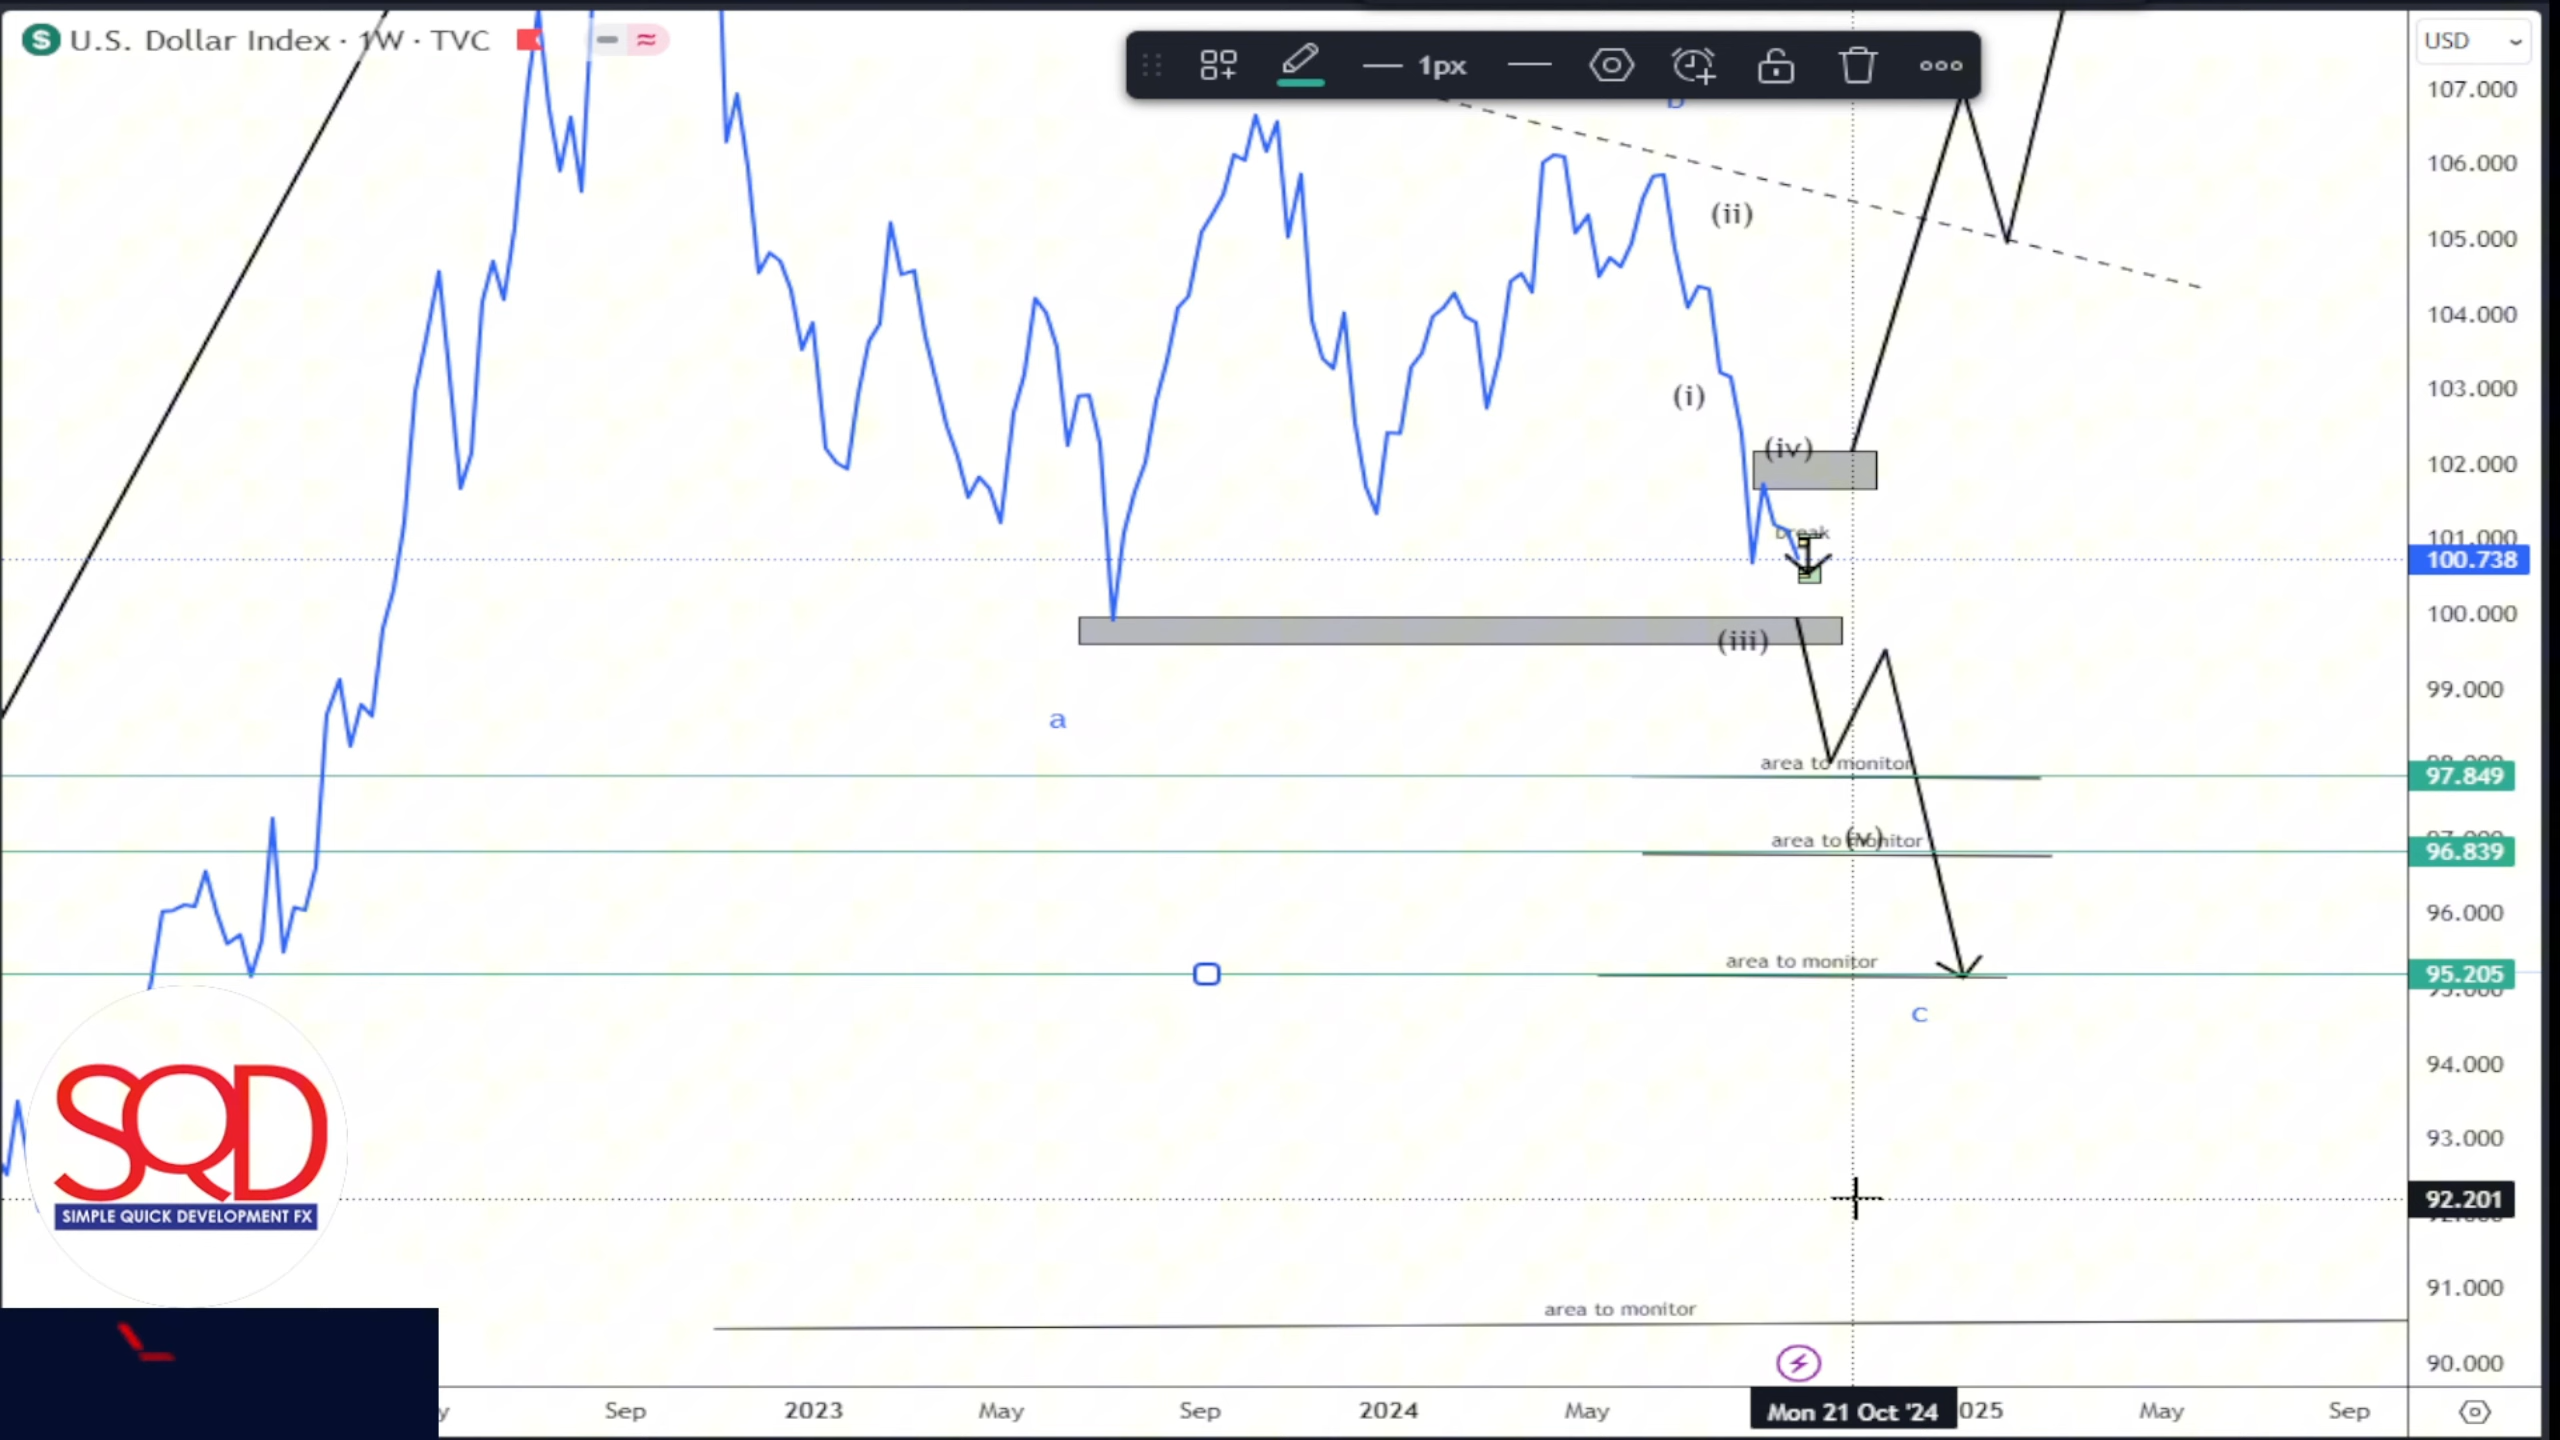 U.S. Dollar Index · 1W · TVC
1px
USD
107.000
b
106.000
(ii)
105.000
104.000
(i)
103.000
(iv)
102.000
break
101.000
100.738
100.000
(iii)
99.000
a
area to monitor
97.849
area to monitor
(v)
96.839
96.000
area to monitor
95.205
c
94.000
SQD
93.000
SIMPLE QUICK DEVELOPMENT FX
92.201
91.000
area to monitor
90.000
Sep 2023 May Sep 2024 May Mon 21 Oct '24 025 May Sep